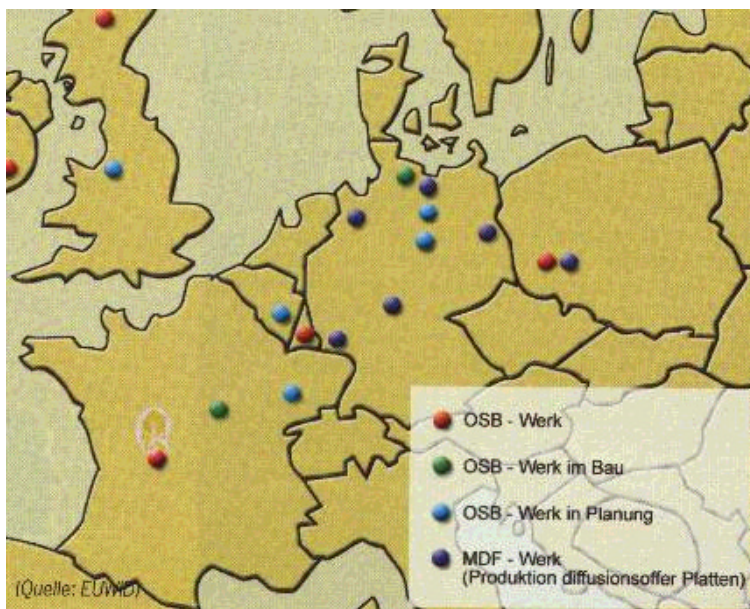 OSB - Werk
OSB - Werk im Bau
OSB - Werk in Planung
MDF - Werk
(Produktion diffusionsoffer Platten)
(Quelle: EUWID)